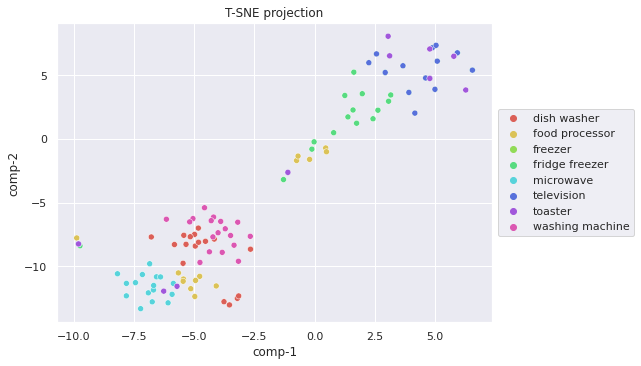 T-SNE projection
comp-2
5
0
−5
−10
−10.0
−7.5
−5.0
−2.5
0.0
2.5
5.0
comp-1
dish washer
food processor
freezer
fridge freezer
microwave
television
toaster
washing machine